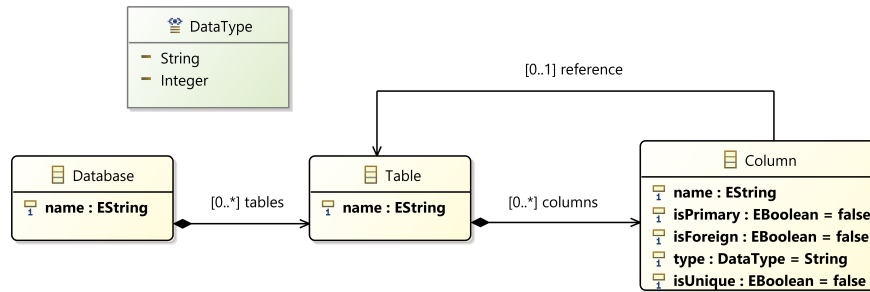 DataType
String
Integer
[0..1] reference
Database
name : EString
[0..*] tables
Table
name : EString
[0..*] columns
Column
name : EString
isPrimary : EBoolean = false
isForeign : EBoolean = false
type : DataType = String
isUnique : EBoolean = false